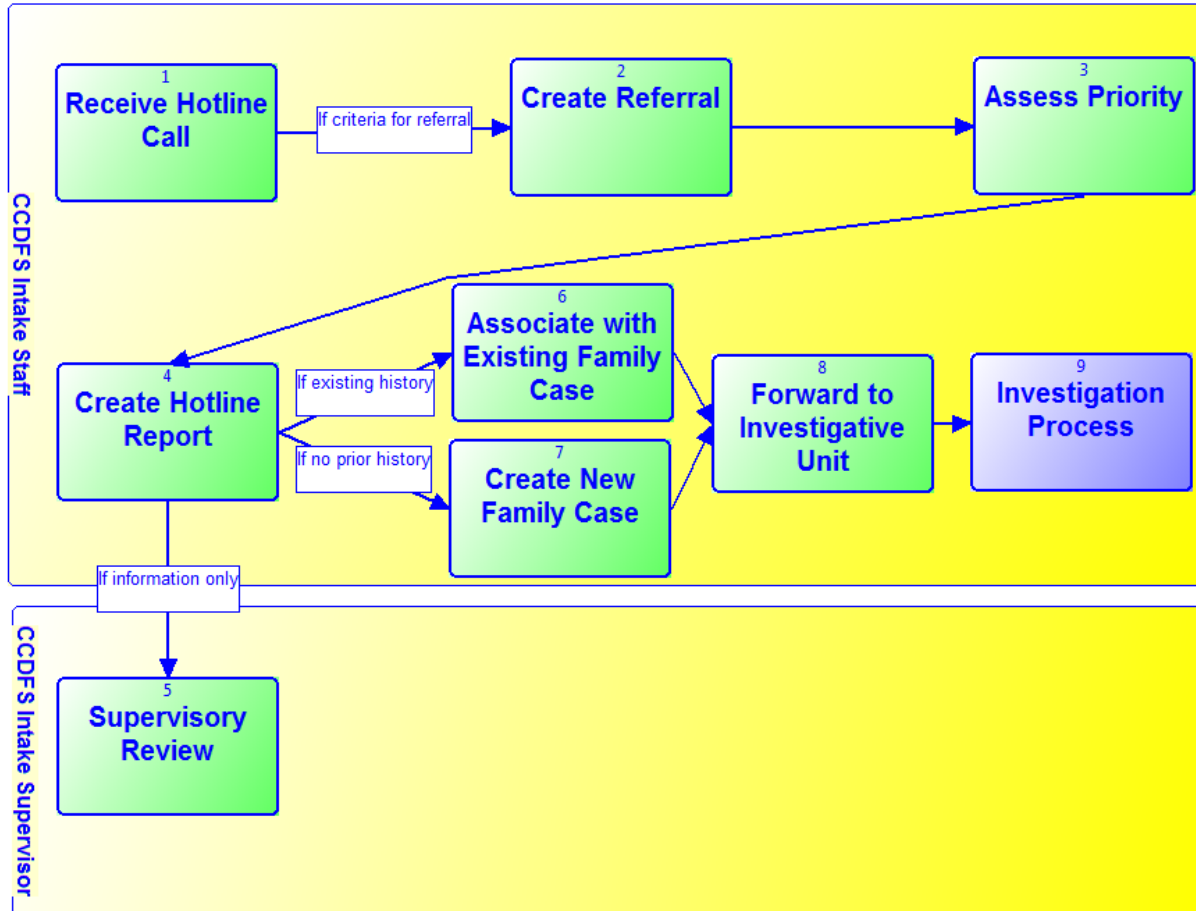 CCDFS Intake Staff
1
Receive Hotline
Call
If criteria for referral
2
Create Referral
3
Assess Priority
4
Create Hotline
Report
If existing history
If no prior history
6
Associate with
Existing Family
Case
7
Create New
Family Case
8
Forward to
Investigative
Unit
9
Investigation
Process
If information only
CCDFS Intake Supervisor
5
Supervisory
Review